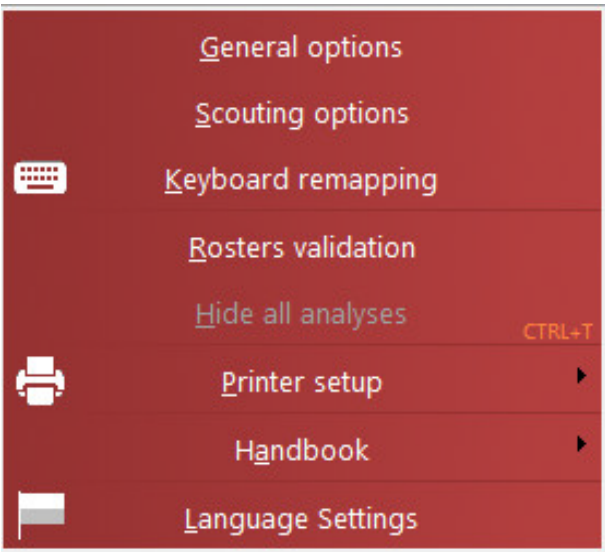 General options
Scouting options
Keyboard remapping
Rosters validation
Hide all analyses CTRL+T
Printer setup
Handbook
Language Settings